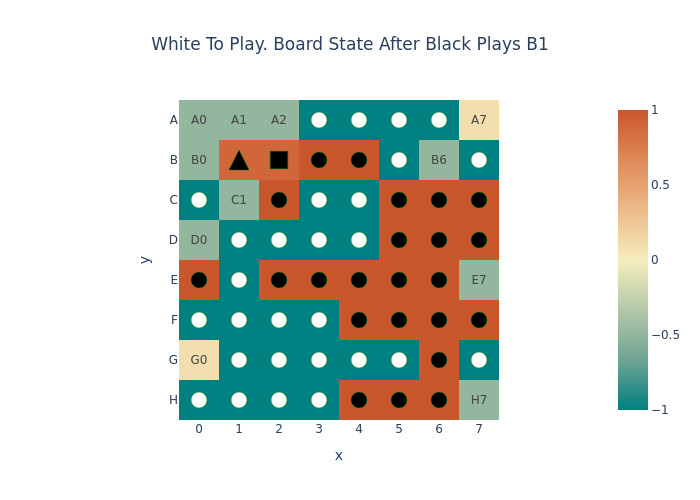 White To Play. Board State After Black Plays B1
A A0 A1 A2 A7
B B0 B6
C C1
D D0
E E7
F
G G0
H H7
0 1 2 3 4 5 6 7
x
y
1
0.5
0
−0.5
−1